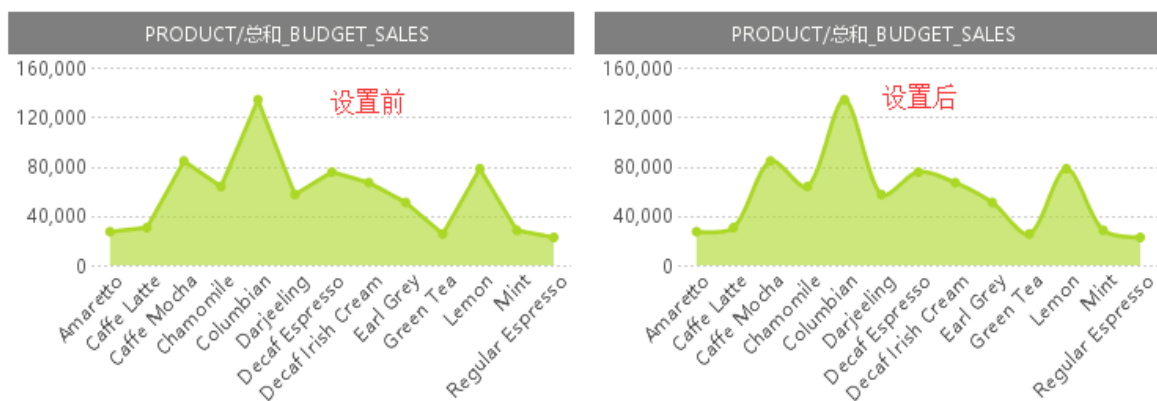 PRODUCT/总和_BUDGET_SALES
160,000
设置前
120,000
80,000
40,000
0
Amaretto
Caffe Latte
Caffe Mocha
Chamomile
Columbian
Darjeeling
Decaf Espresso
Decaf Irish Cream
Earl Grey
Green Tea
Lemon
Mint
Regular Espresso
PRODUCT/总和_BUDGET_SALES
160,000
设置后
120,000
80,000
40,000
0
Amaretto
Caffe Latte
Caffe Mocha
Chamomile
Columbian
Darjeeling
Decaf Espresso
Decaf Irish Cream
Earl Grey
Green Tea
Lemon
Mint
Regular Espresso